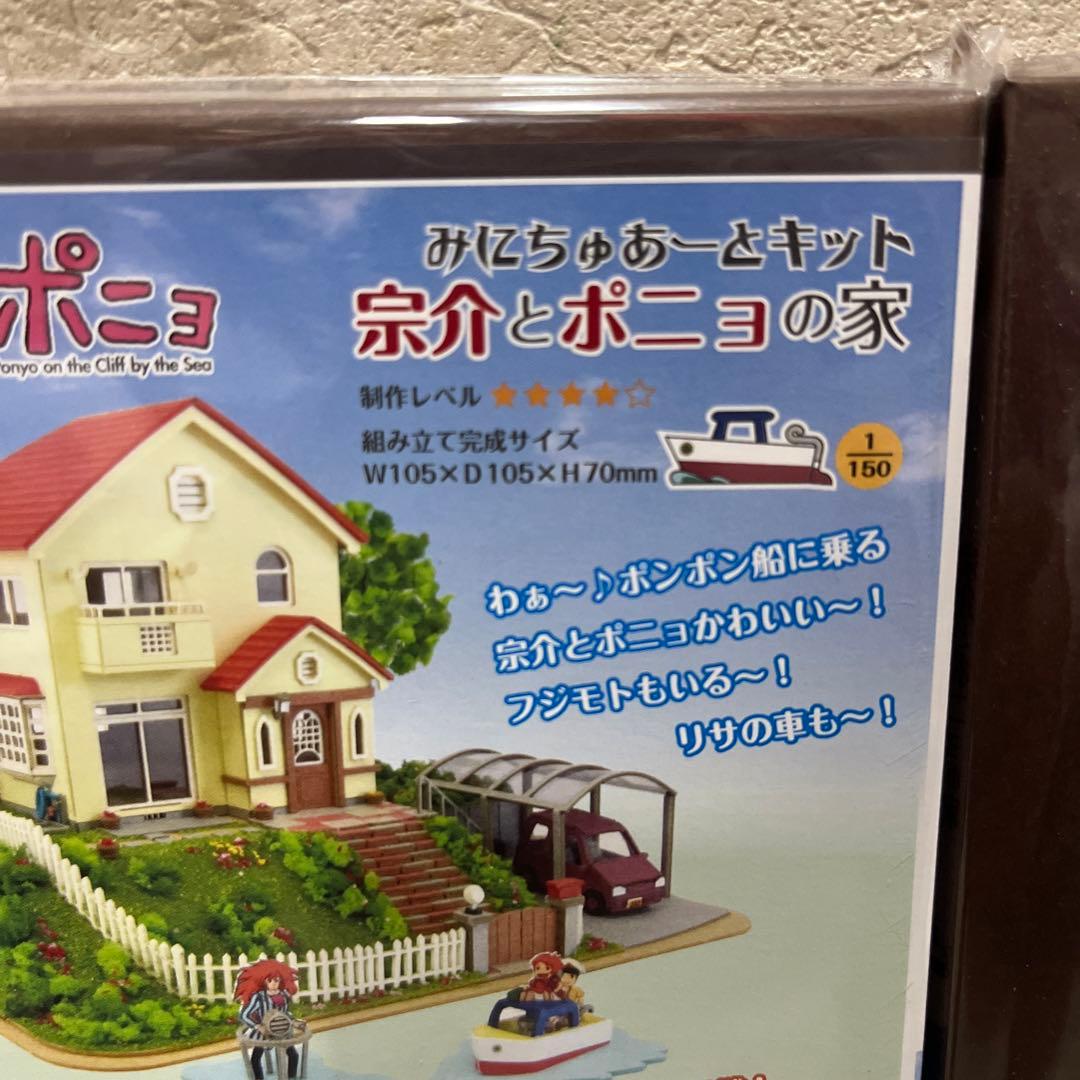 ポニョ
Ponyo on the Cliff by the Sea
みにちゅあーとキット
宗介とポニョの家
制作レベル ★★★★☆
組み立て完成サイズ
W105×D105×H70mm
1/150
わぁ〜♪ポンポン船に乗る
宗介とポニョかわいい〜！
フジモトもいる〜！
リサの車も〜！